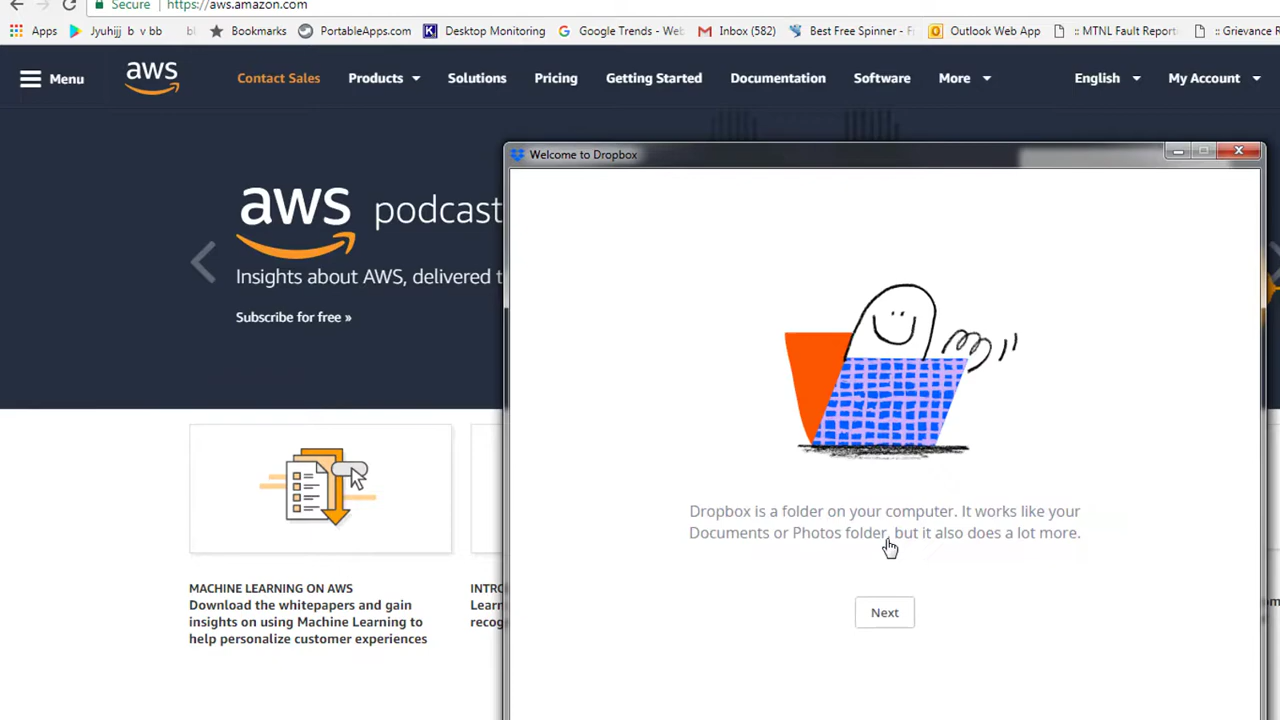 Secure https://aws.amazon.com
Apps Jyuhijj b v bb bl Bookmarks PortableApps.com Desktop Monitoring Google Trends - Web Inbox (582) Best Free Spinner - F Outlook Web App :: MTNL Fault Report :: Grievance R
Menu aws Contact Sales Products Solutions Pricing Getting Started Documentation Software More English My Account
Welcome to Dropbox
aws podcast
Insights about AWS, delivered t
Subscribe for free »
Dropbox is a folder on your computer. It works like your
Documents or Photos folder, but it also does a lot more.
Next
MACHINE LEARNING ON AWS
Download the whitepapers and gain
insights on using Machine Learning to
help personalize customer experiences
INTRO
Learn
recog